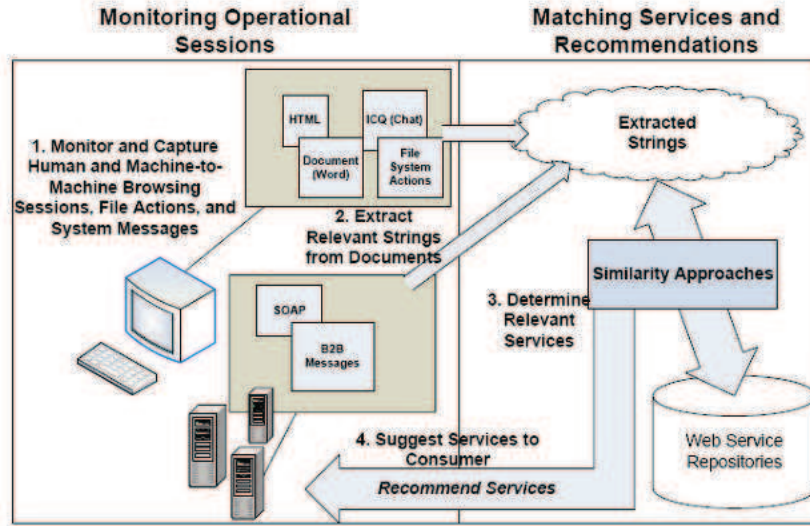 Monitoring Operational
Sessions
Matching Services and
Recommendations
1. Monitor and Capture
Human and Machine-to-
Machine Browsing
Sessions, File Actions, and
System Messages
HTML
ICQ (Chat)
Document
(Word)
File
System
Actions
Extracted
Strings
2. Extract
Relevant Strings
from Documents
Similarity Approaches
SOAP
B2B
Messages
3. Determine
Relevant
Services
4. Suggest Services to
Consumer
Recommend Services
Web Service
Repositories